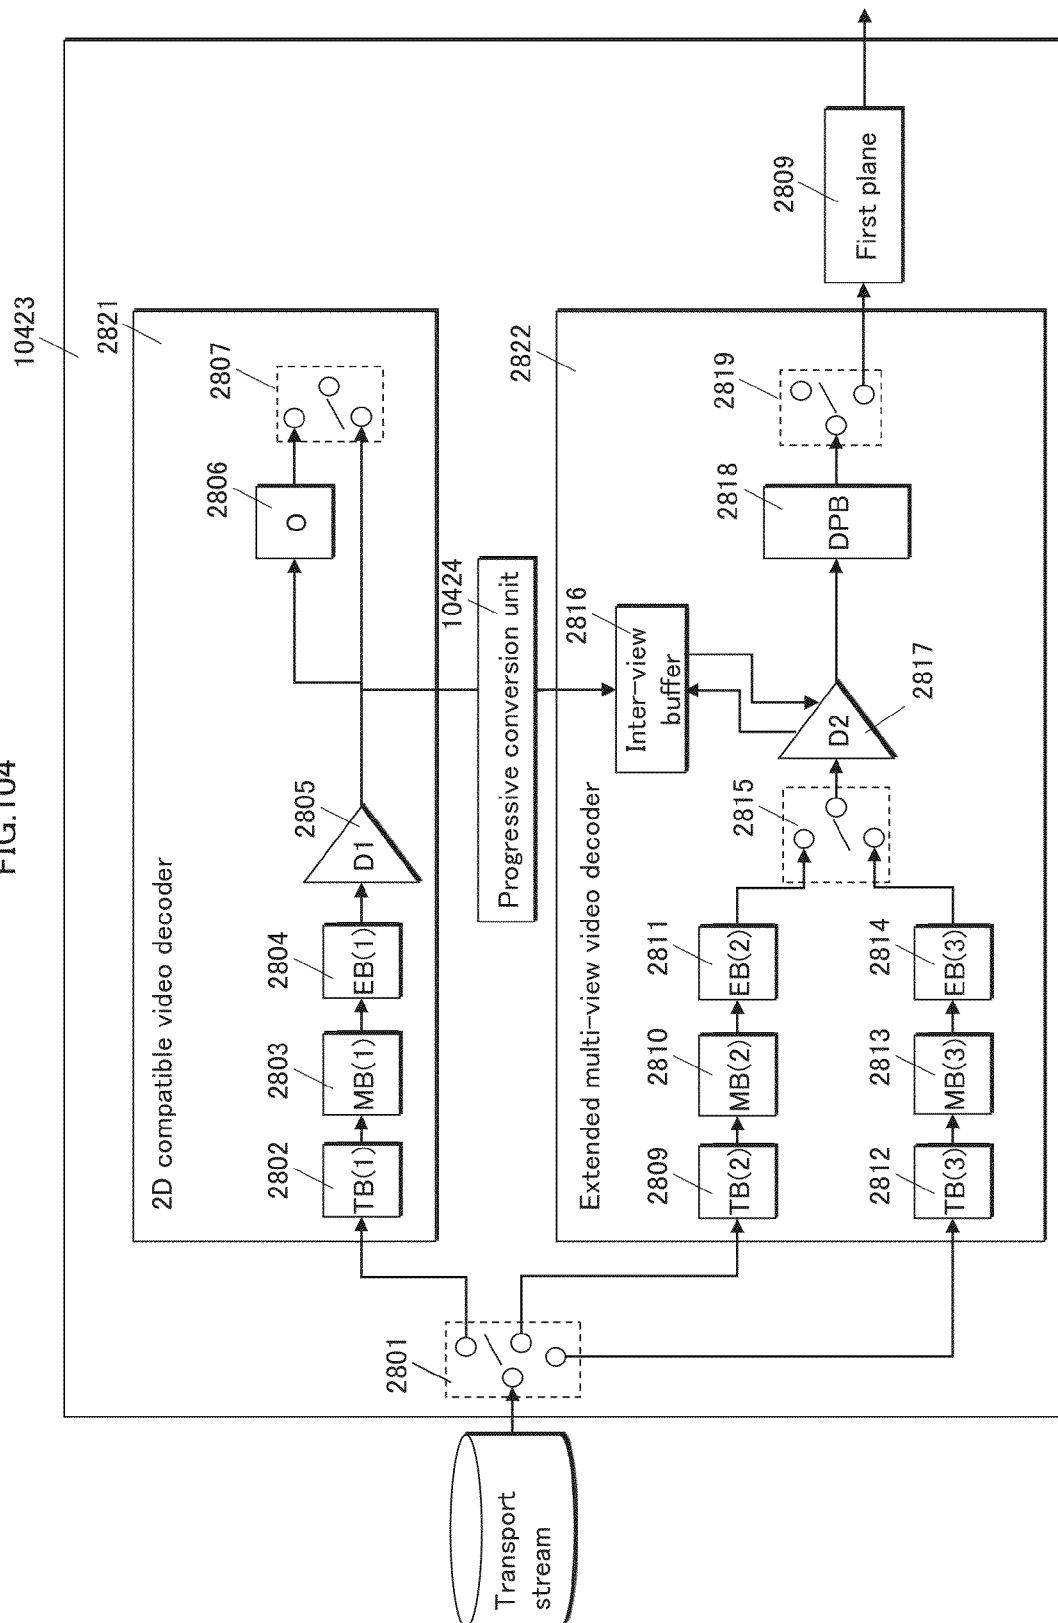 FIG.104
10423
2821
2D compatible video decoder
2801
2802
TB(1)
2803
MB(1)
2804
EB(1)
2805
D1
2806
O
2807
10424
Progressive conversion unit
2822
Extended multi-view video decoder
2809
TB(2)
2810
MB(2)
2811
EB(2)
2812
TB(3)
2813
MB(3)
2814
EB(3)
2815
2816
Inter-view
buffer
2817
D2
2818
DPB
2819
2809
First plane
Transport
stream